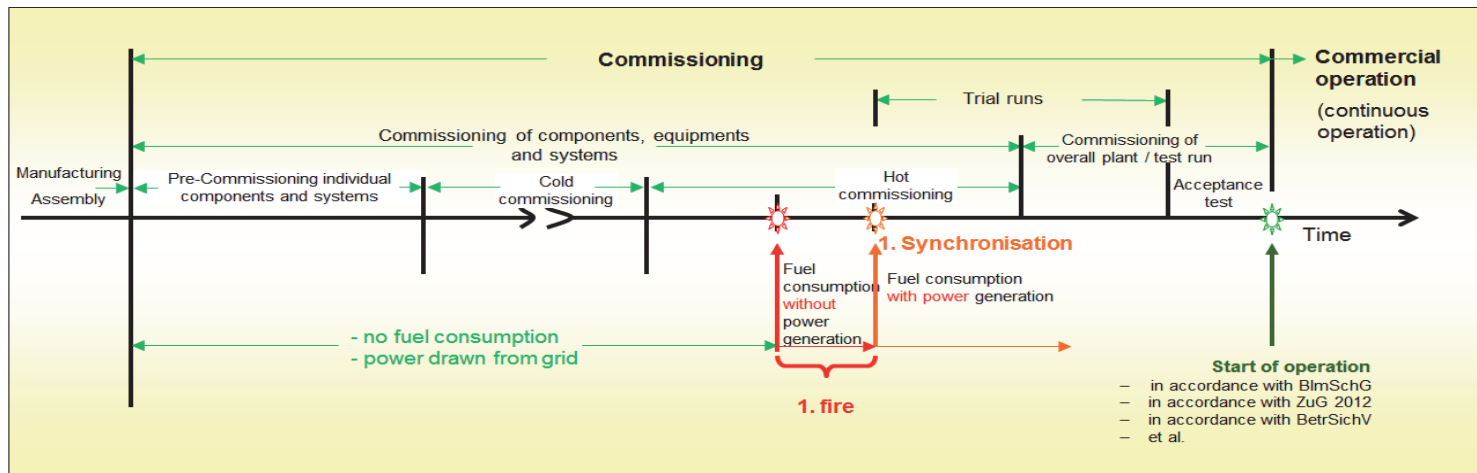 Commissioning
Commercial
operation
(continuous
operation)
Trial runs
Commissioning of components, equipments
and systems
Commissioning of
overall plant / test run
Manufacturing
Assembly
Pre-Commissioning individual
components and systems
Cold
commissioning
Hot
commissioning
Acceptance
test
Time
1. Synchronisation
Fuel
consumption
without
power
generation
Fuel consumption
with power generation
- no fuel consumption
- power drawn from grid
1. fire
Start of operation
– in accordance with BImSchG
– in accordance with ZuG 2012
– in accordance with BetrSichV
– et al.